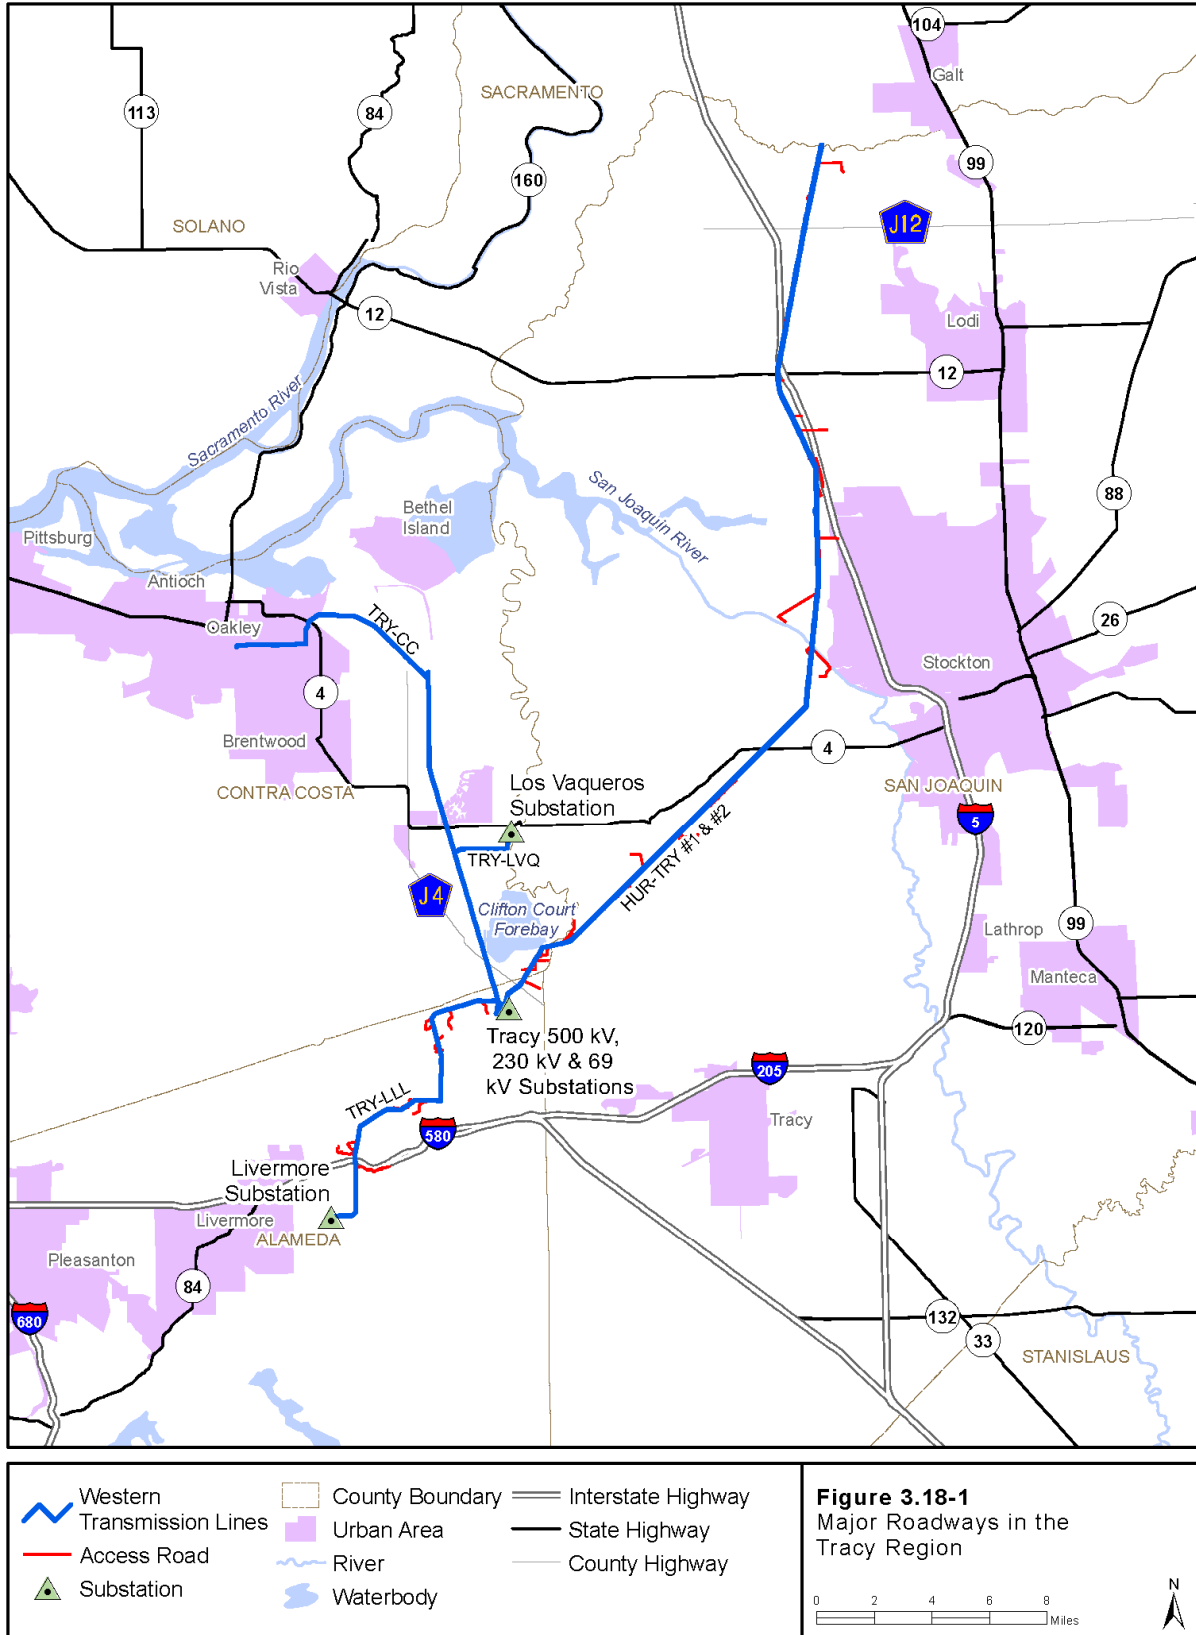 104
Galt
113
84
SACRAMENTO
99
160
J12
SOLANO
Rio
Vista
12
Lodi
12
Sacramento River
88
San Joaquin River
Bethel
Island
Pittsburg
Antioch
Oakley
TRY-CC
26
Stockton
4
Brentwood
4
CONTRA COSTA
Los Vaqueros
Substation
SAN JOAQUIN
5
HUR-TRY #1 & #2
TRY-LVQ
J4
Clifton Court
Forebay
99
Lathrop
Manteca
120
Tracy 500 kV,
230 kV & 69
kV Substations
205
TRY-LLL
Tracy
580
Livermore
Substation
Livermore
ALAMEDA
Pleasanton
84
680
132
33
STANISLAUS
Western
Transmission Lines
Access Road
Substation
County Boundary
Urban Area
River
Waterbody
Interstate Highway
State Highway
County Highway
Figure 3.18-1
Major Roadways in the
Tracy Region
0 2 4 6 8
Miles
N